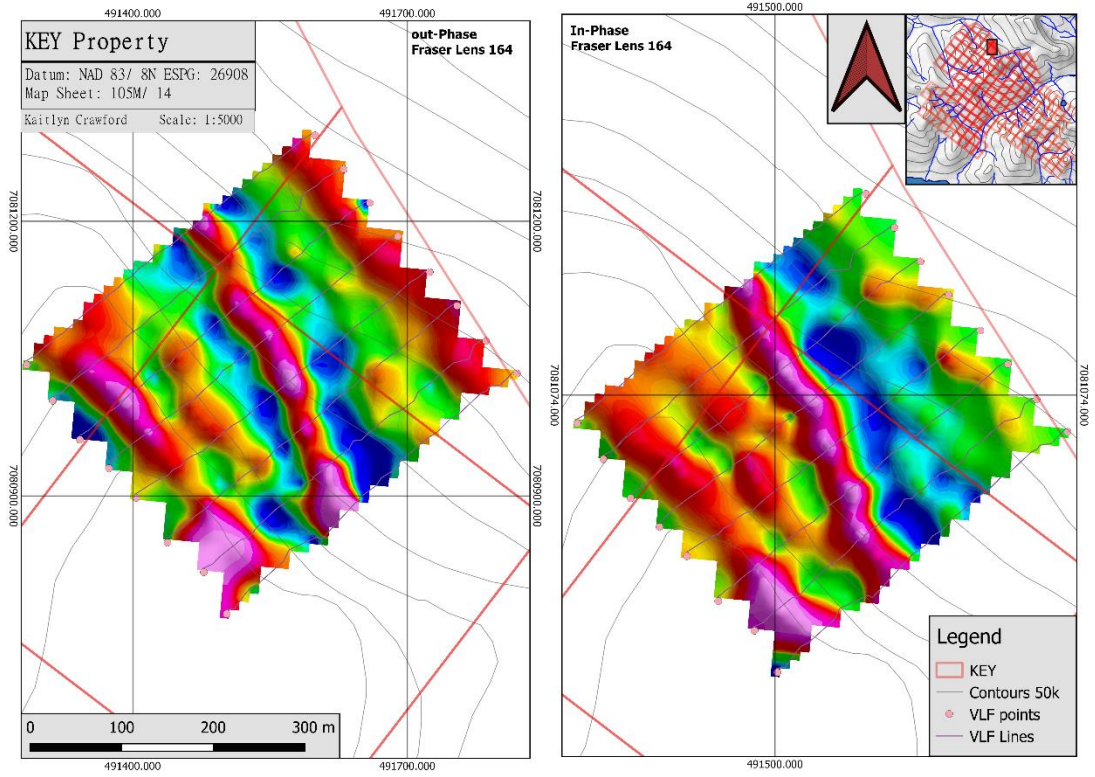 491400.000
491700.000
491500.000
KEY Property
Datum: NAD 83/ 8N ESPG: 26908
Map Sheet: 105M/ 14
Kaitlyn Crawford Scale: 1:5000
out-Phase
Fraser Lens 164
In-Phase
Fraser Lens 164
7081200.000
7081200.000
7081074.000
7081074.000
7080900.000
7080900.000
0 100 200 300 m
Legend
KEY
Contours 50k
VLF points
VLF Lines
491400.000
491700.000
491500.000